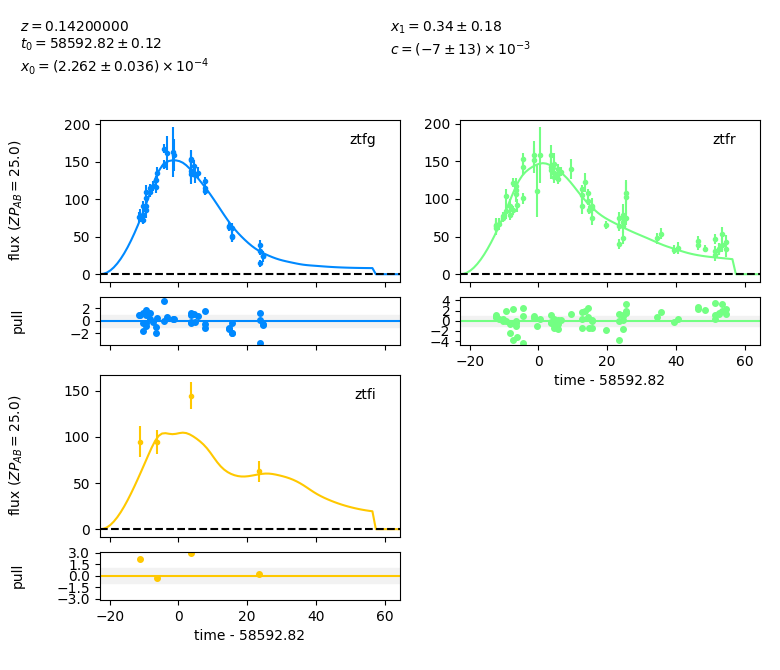 z = 0.14200000
t₀ = 58592.82 ± 0.12
x₀ = (2.262 ± 0.036) × 10⁻⁴
x₁ = 0.34 ± 0.18
c = (−7 ± 13) × 10⁻³
flux (ZP_AB = 25.0)
200
150
100
50
0
ztfg
200
150
100
50
0
ztfr
pull
2
0
−2
4
2
0
−2
−4
−20 0 20 40 60
time - 58592.82
flux (ZP_AB = 25.0)
150
100
50
0
ztfi
pull
3.0
1.5
0.0
−1.5
−3.0
−20 0 20 40 60
time - 58592.82